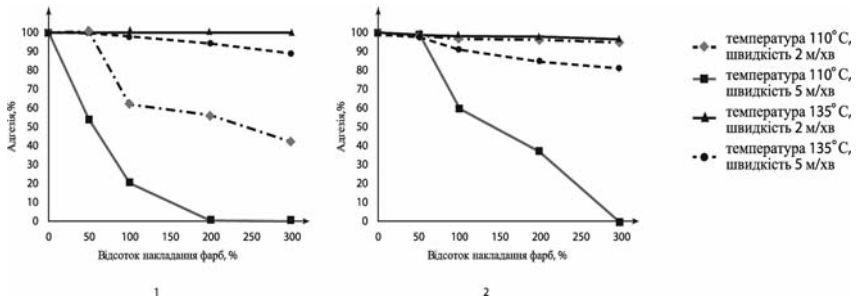 100
90
80
70
60
50
40
30
20
10
0
Адгезія,%
0 50 100 200 250 300
Відсоток накладання фарб, %
1
100
90
80
70
60
50
40
30
20
10
0
Адгезія,%
0 50 100 150 200 300
Відсоток накладання фарб, %
2
температура 110°С,
швидкість 2 м/хв
температура 110°С,
швидкість 5 м/хв
температура 135°С,
швидкість 2 м/хв
температура 135°С,
швидкість 5 м/хв